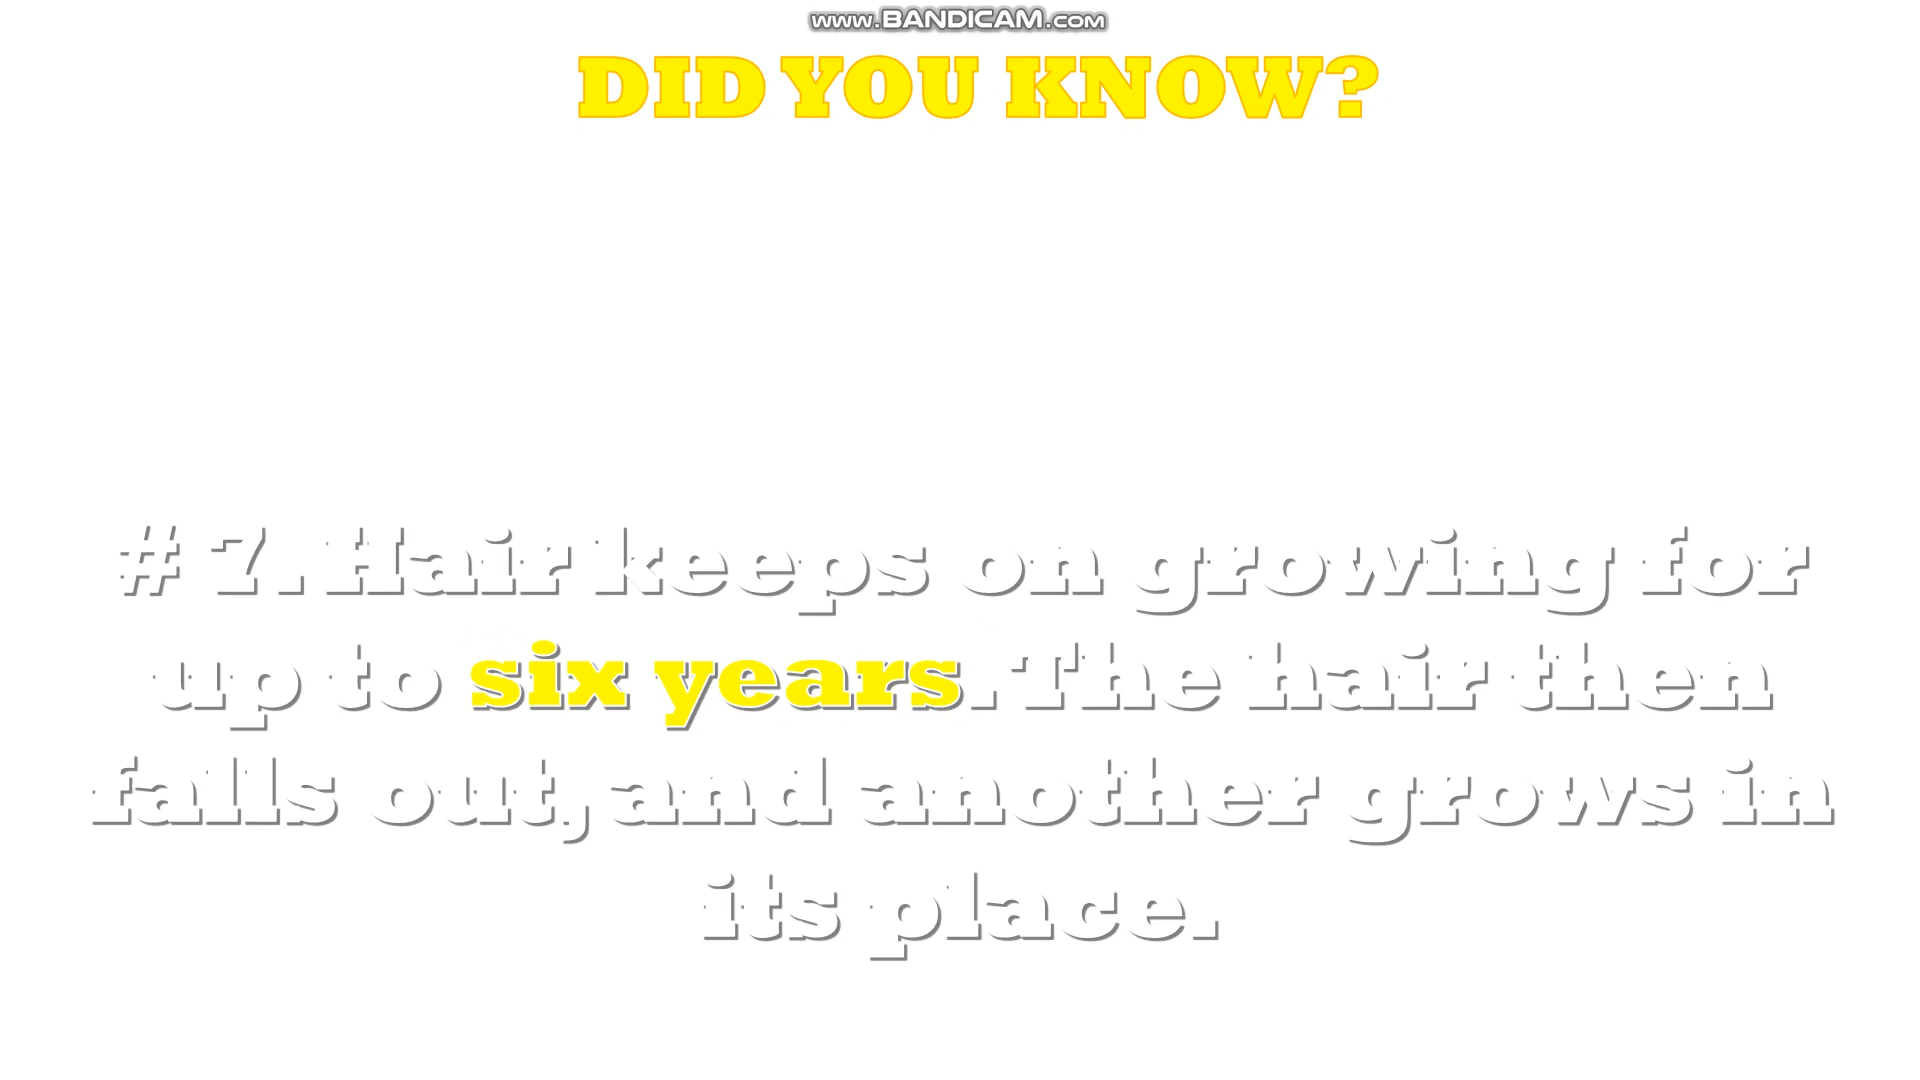 www.BANDICAM.com
DID YOU KNOW?
# 7. Hair keeps on growing for
up to six years. The hair then
falls out, and another grows in
its place.